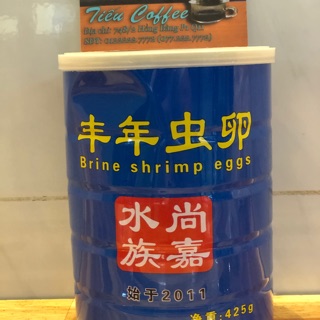 Tiến Coffee
丰年虫卵
Brine shrimp eggs
水尚
族嘉
始于2011
净重:425g